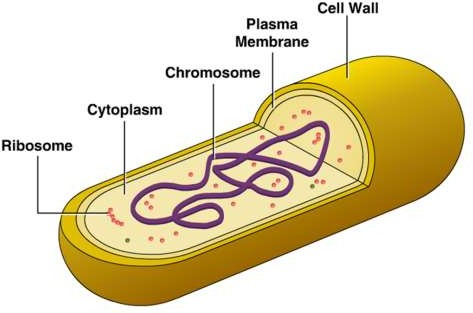 Cell Wall
Plasma
Membrane
Chromosome
Cytoplasm
Ribosome